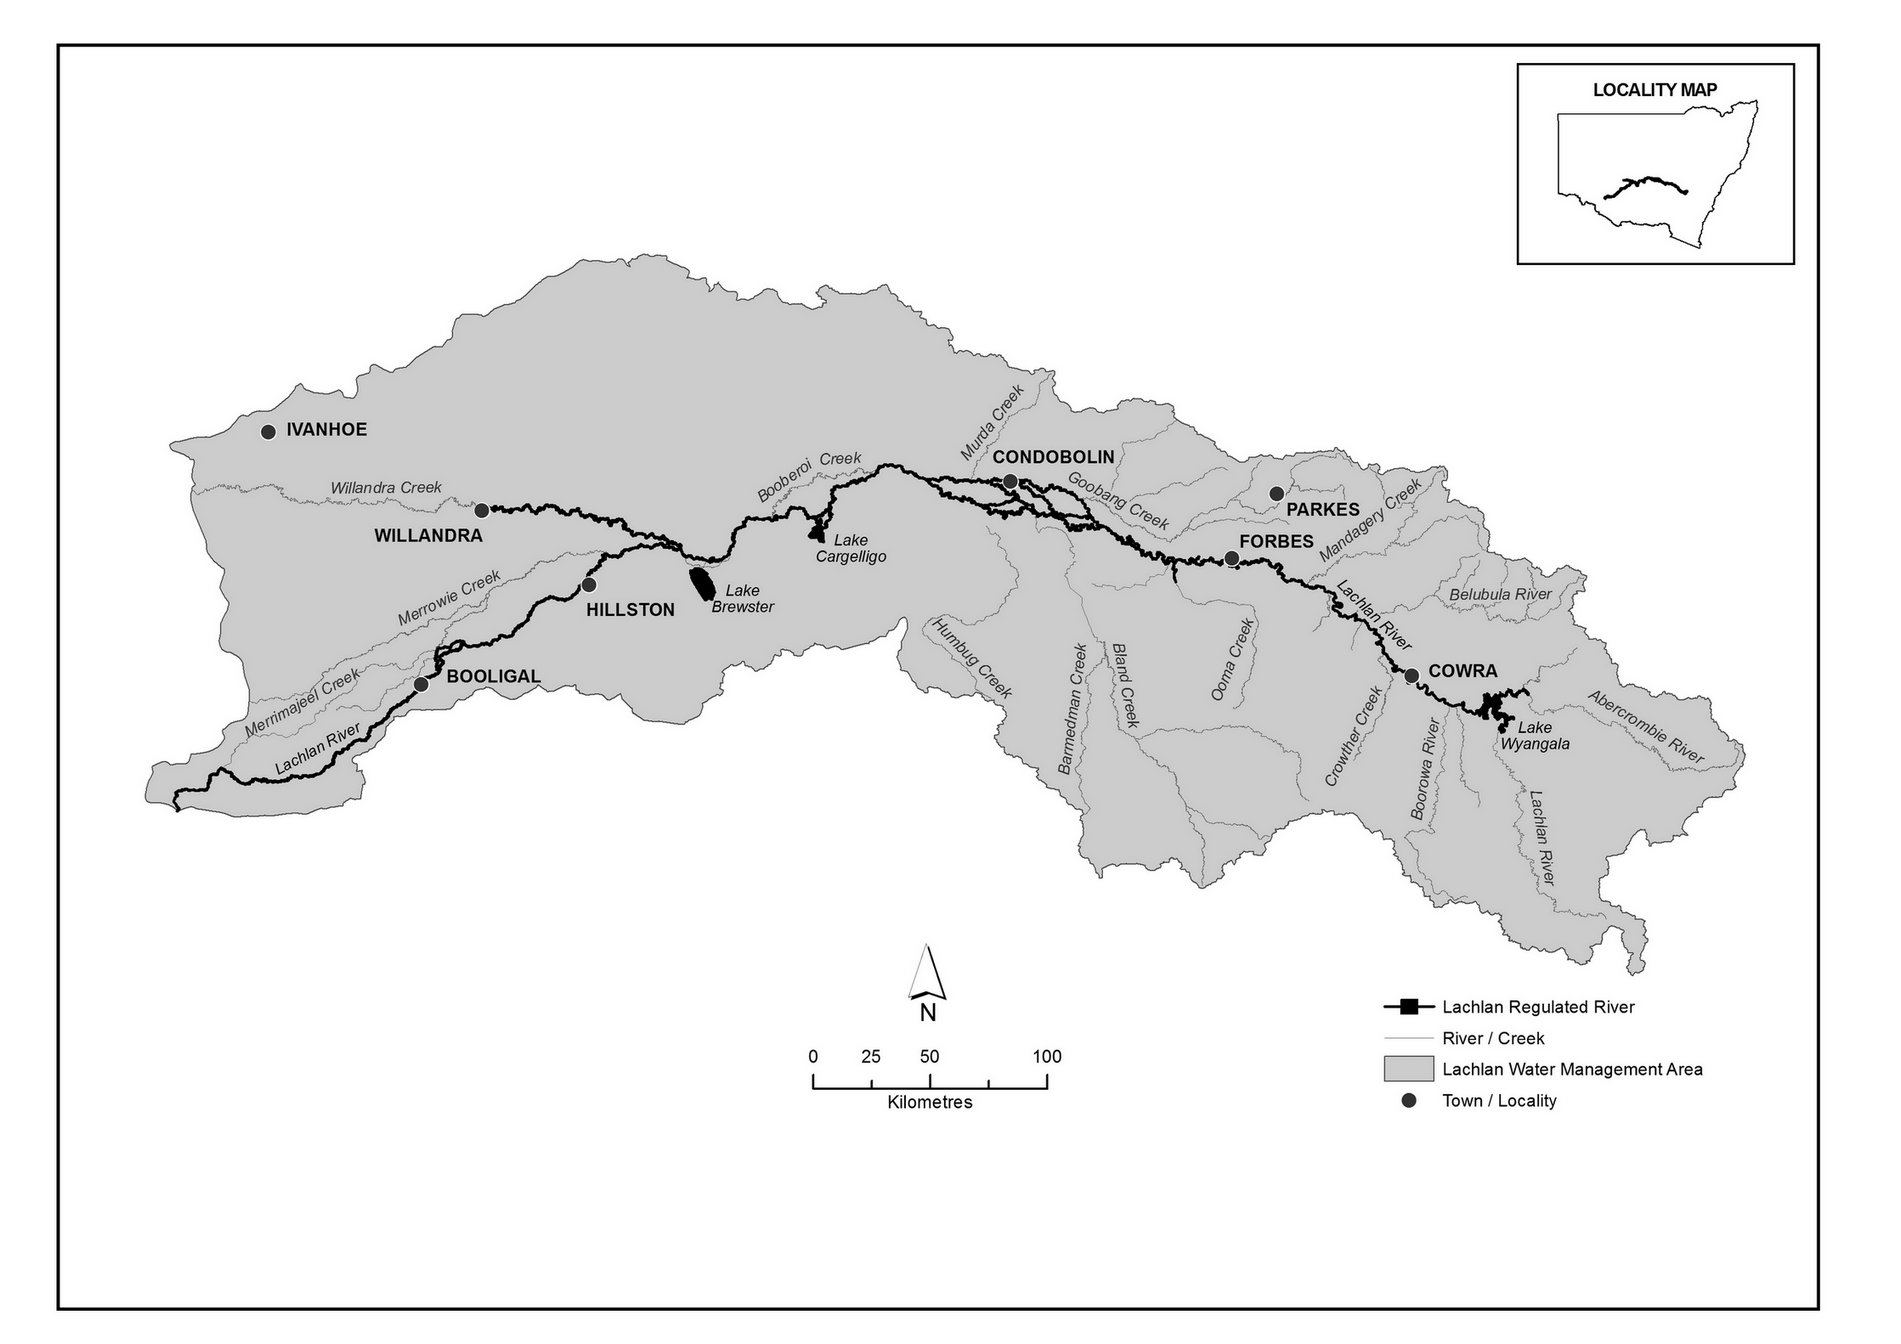 LOCALITY MAP
Murda Creek
IVANHOE
CONDOBOLIN
Booberoi Creek
Willandra Creek
Goobang Creek
PARKES
Mandagery Creek
WILLANDRA
Lake
Cargelligo
FORBES
Merrowie Creek
Lake
Brewster
HILLSTON
Lachlan River
Belubula River
Humbug Creek
Barmedman Creek
Bland Creek
Ooma Creek
COWRA
BOOLIGAL
Merrimajeel Creek
Lachlan River
Crowther Creek
Boorowa River
Lake
Wyangala
Abercrombie River
Lachlan River
N
0 25 50 100
Kilometres
Lachlan Regulated River
River / Creek
Lachlan Water Management Area
Town / Locality